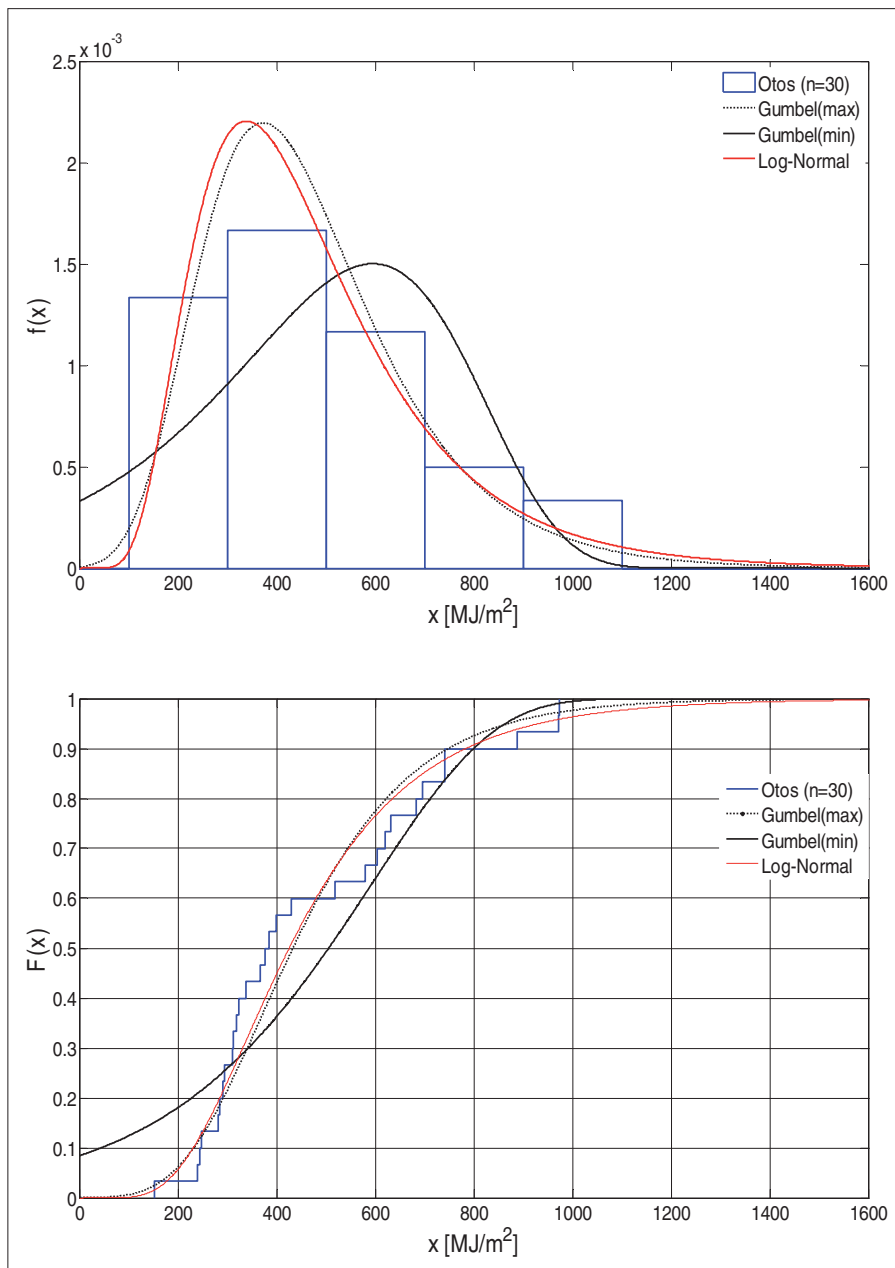 x 10⁻³
2.5
2
1.5
1
0.5
0
f(x)
Otos (n=30)
Gumbel(max)
Gumbel(min)
Log-Normal
0 200 400 600 800 1000 1200 1400 1600
x [MJ/m²]
1
0.9
0.8
0.7
0.6
0.5
0.4
0.3
0.2
0.1
0
F(x)
Otos (n=30)
Gumbel(max)
Gumbel(min)
Log-Normal
0 200 400 600 800 1000 1200 1400 1600
x [MJ/m²]